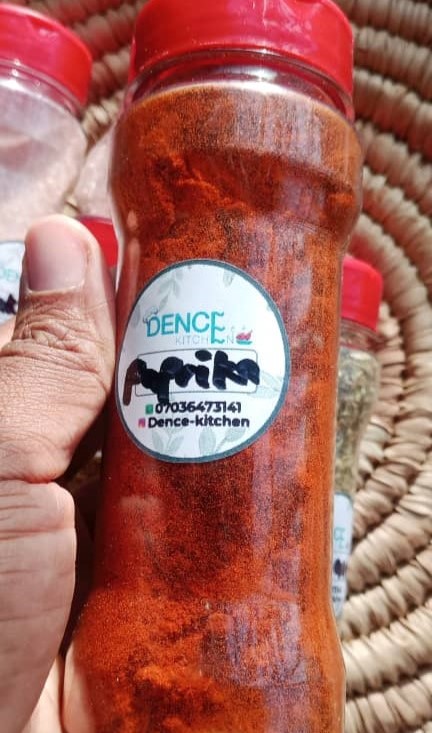 DENCE
KITCHEN
Paprika
07036473141
Dence-kitchen